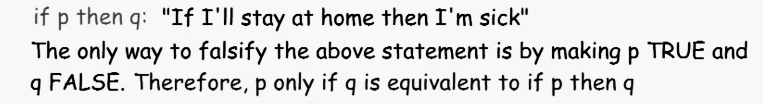 if p then q: "If I'll stay at home then I'm sick"
The only way to falsify the above statement is by making p TRUE and
q FALSE. Therefore, p only if q is equivalent to if p then q